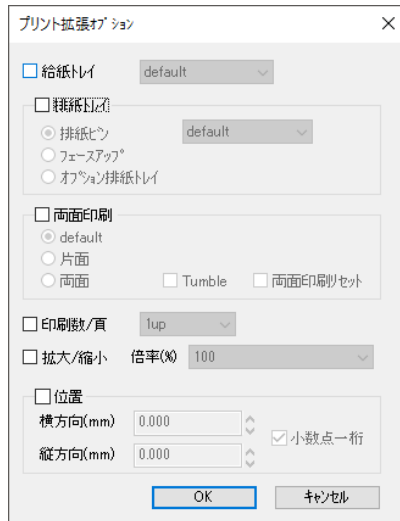 プリント拡張ｵﾌﾟｼｮﾝ
給紙ﾄﾚｲ default
排紙ﾄﾚｲ
排紙ﾋﾞﾝ default
ﾌｪｰｽｱｯﾌﾟ
ｵﾌﾟｼｮﾝ排紙ﾄﾚｲ
両面印刷
default
片面
両面 Tumble 両面印刷ﾘｾｯﾄ
印刷数/頁 1up
拡大/縮小 倍率(%) 100
位置
横方向(mm) 0.000
小数点一桁
縦方向(mm) 0.000
OK ｷｬﾝｾﾙ